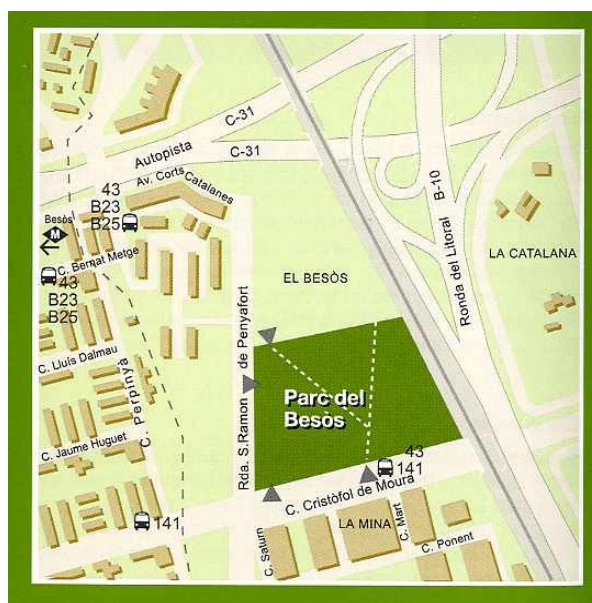 C-31
Autopista
C-31
Av. Corts Catalanes
43
B23
B25
Besòs
M
C. Bernat Metge
43
B23
B25
EL BESÒS
Ronda del Litoral B-10
LA CATALANA
C. Lluís Dalmau
C. Perpinyà
C. Jaume Huguet
Rda. S.Ramon de Penyafort
Parc del
Besòs
43
141
C. Cristòfol de Moura
141
LA MINA
C. Saturn
C. Mart
C. Ponent